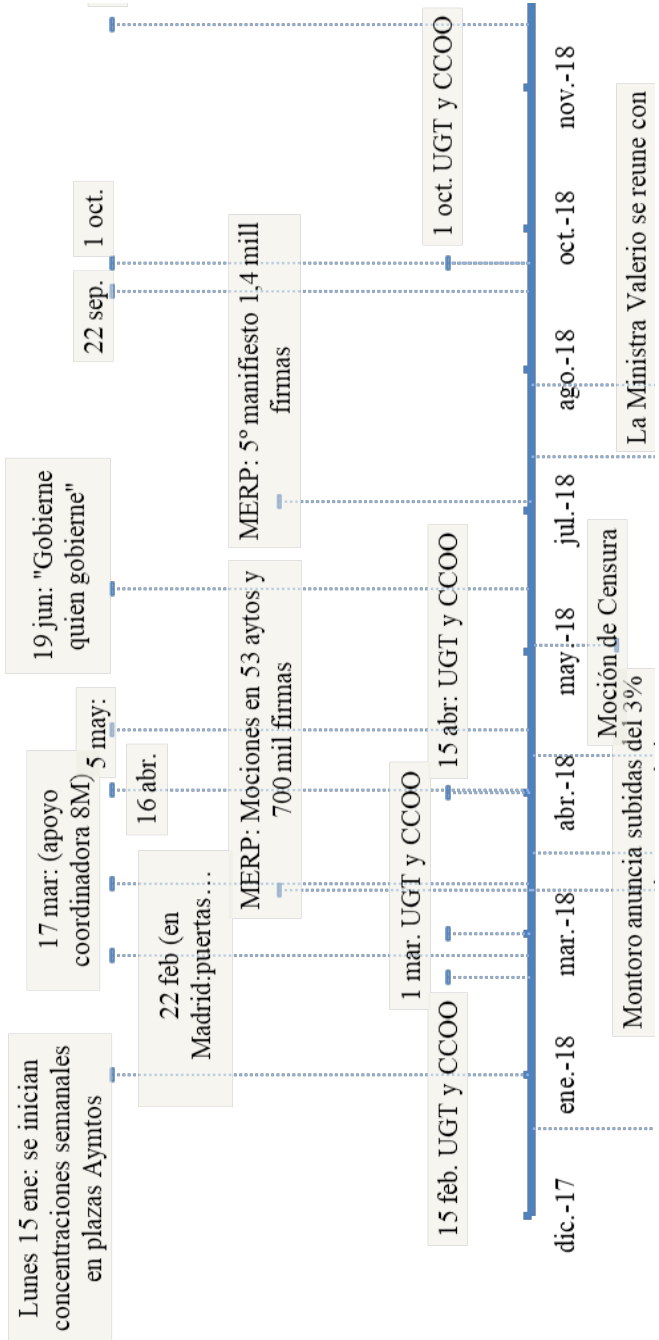 Lunes 15 ene: se inician
concentraciones semanales
en plazas Aymtos
17 mar: (apoyo
coordinadora 8M)
5 may:
19 jun: "Gobierne
quien gobierne"
22 sep.
1 oct.
22 feb (en
Madrid:puertas…
16 abr.
MERP: Mociones en 53 aytos y
700 mil firmas
MERP: 5º manifiesto 1,4 mill
firmas
15 feb. UGT y CCOO
1 mar. UGT y CCOO
15 abr: UGT y CCOO
1 oct. UGT y CCOO
dic.-17
ene.-18
mar.-18
abr.-18
may.-18
jul.-18
ago.-18
oct.-18
nov.-18
Moción de Censura
Montoro anuncia subidas del 3%
La Ministra Valerio se reune con